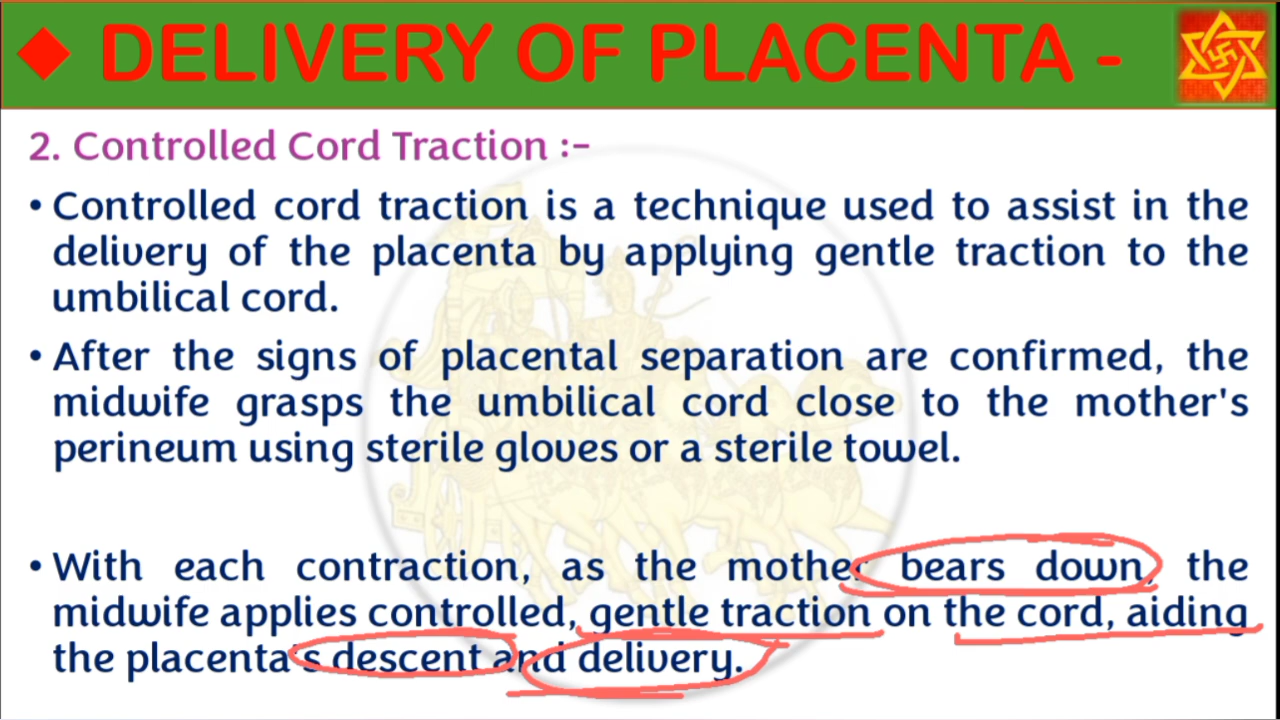 ◆ DELIVERY OF PLACENTA -
2. Controlled Cord Traction :-
• Controlled cord traction is a technique used to assist in the
delivery of the placenta by applying gentle traction to the
umbilical cord.
• After the signs of placental separation are confirmed, the
midwife grasps the umbilical cord close to the mother's
perineum using sterile gloves or a sterile towel.
• With each contraction, as the mother bears down, the
midwife applies controlled, gentle traction on the cord, aiding
the placenta's descent and delivery.